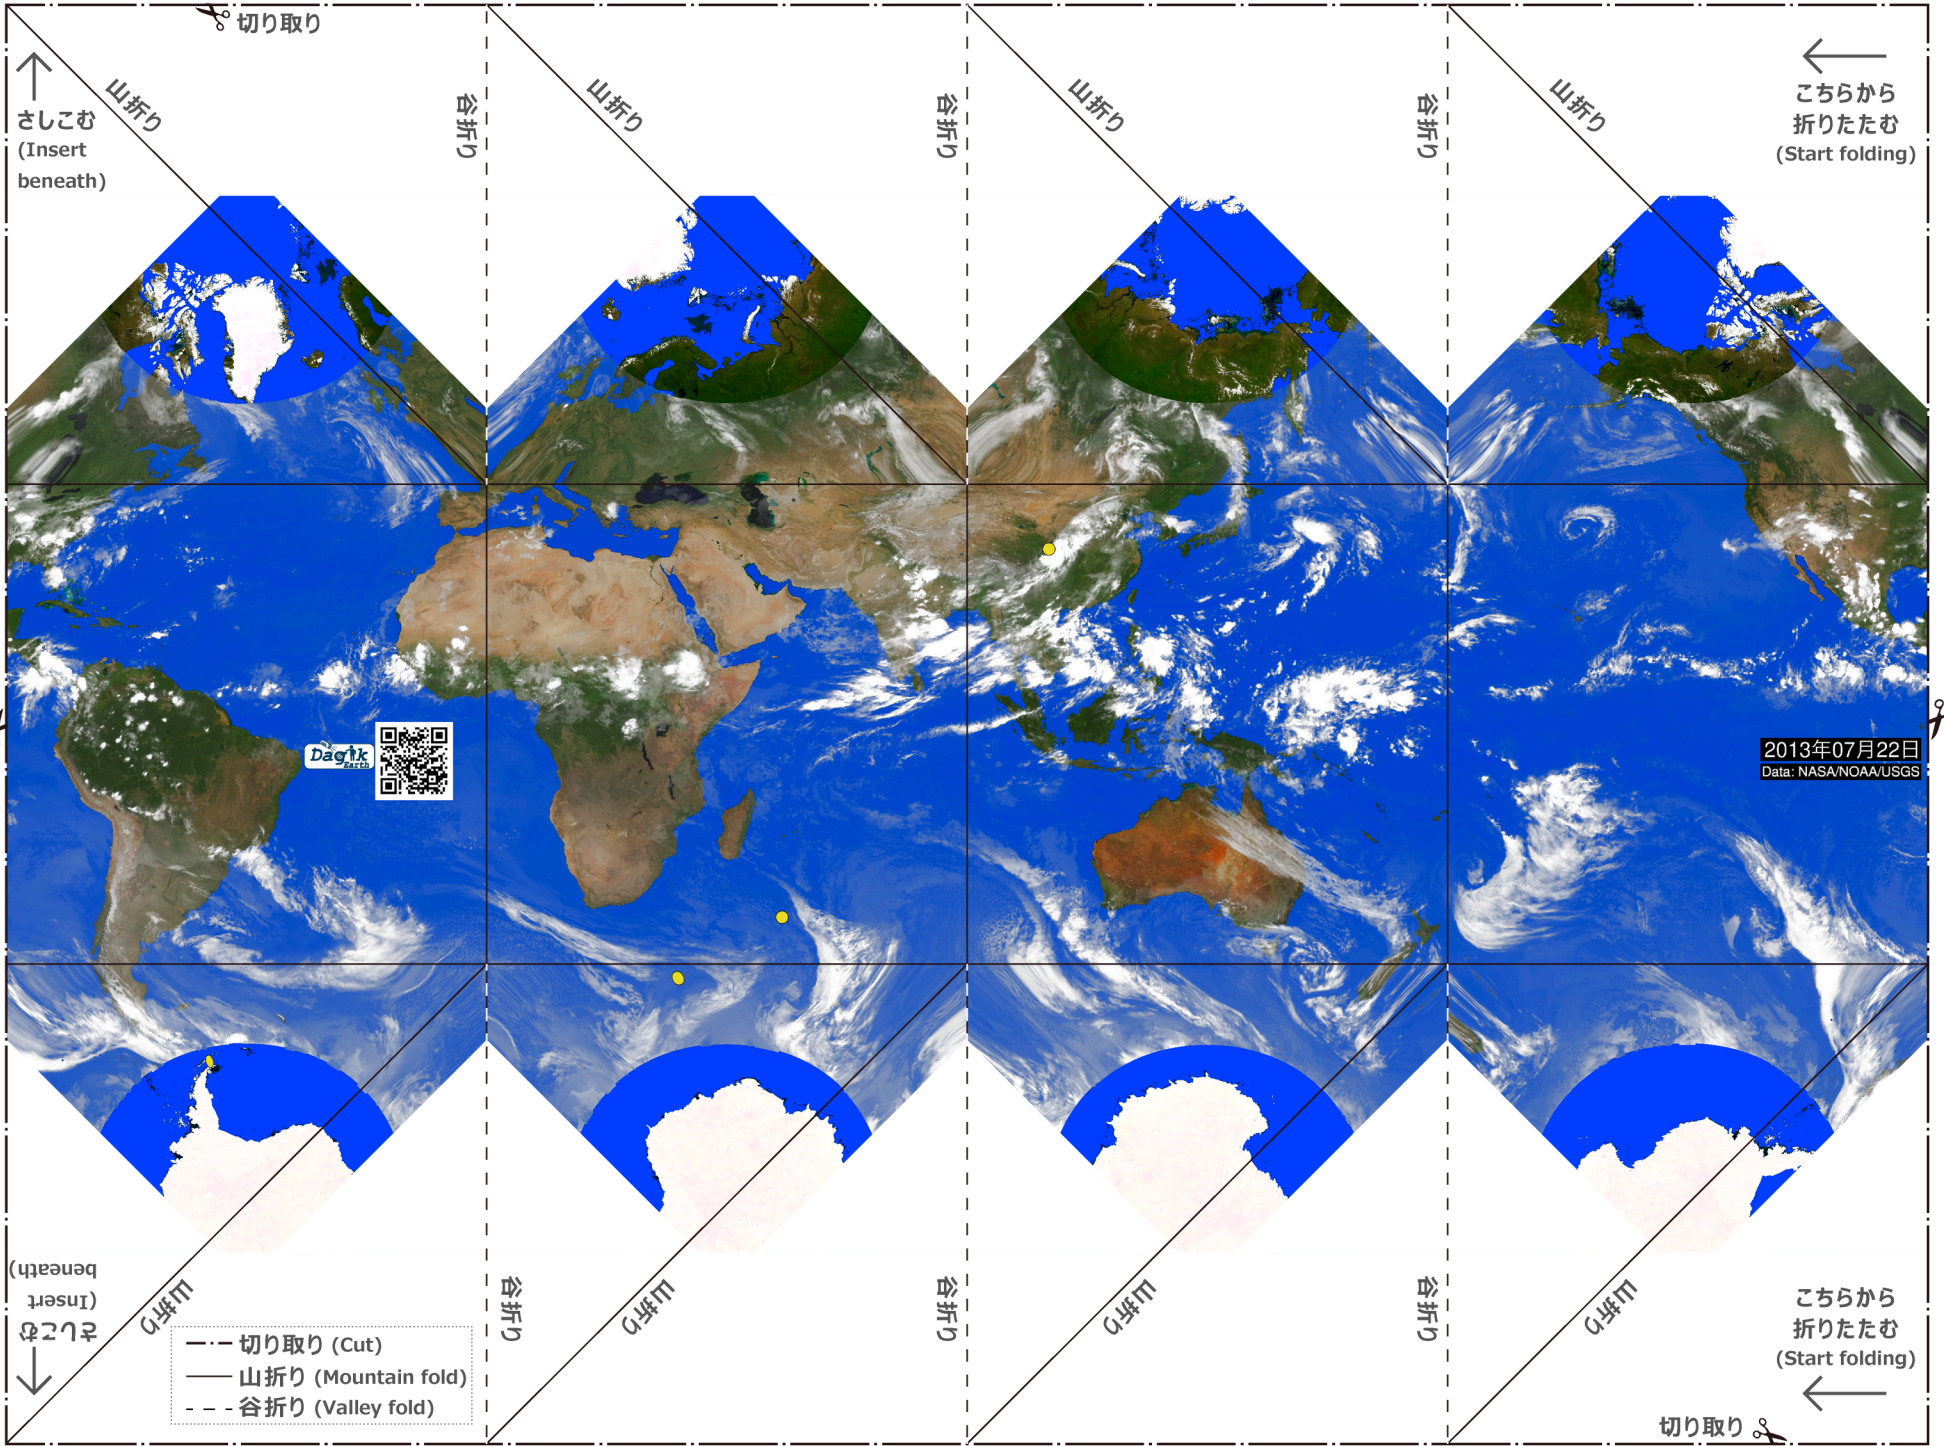 切り取り
山折り
谷折り
山折り
谷折り
山折り
谷折り
山折り
さしこむ
(Insert
beneath)
こちらから
折りたたむ
(Start folding)
Dagik
Earth
2013年07月22日
Data: NASA/NOAA/USGS
さしこむ
(Insert
beneath)
山折り
谷折り
山折り
谷折り
山折り
谷折り
山折り
こちらから
折りたたむ
(Start folding)
切り取り (Cut)
山折り (Mountain fold)
谷折り (Valley fold)
切り取り